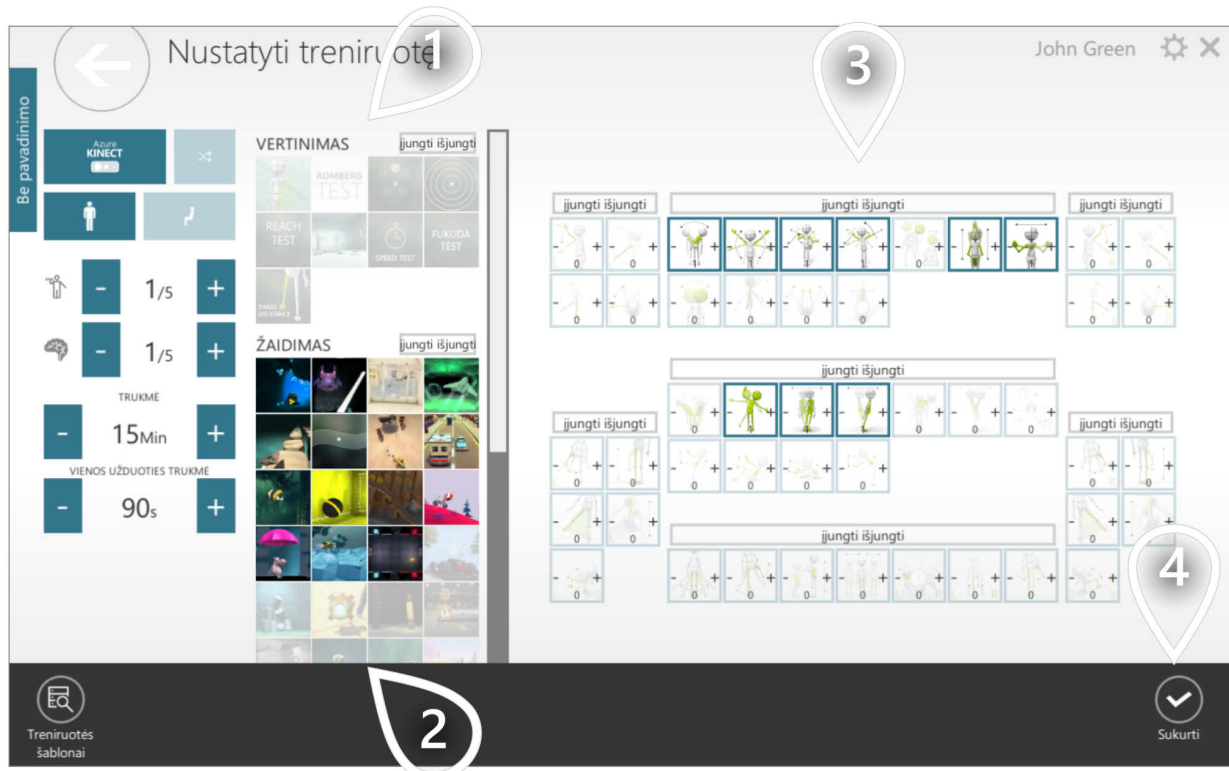 Nustatyti treniruotę
John Green
1
3
Be pavadinimo
Azure
KINECT
- 1/5 +
- 1/5 +
TRUKMĖ
- 15Min +
VIENOS UŽDUOTIES TRUKMĖ
- 90s +
VERTINIMAS
įjungti išjungti
ROMBERG
TEST
REACH
TEST
SPEED TEST
FUKUDA
TEST
SINGLE
LEG STANCE
ŽAIDIMAS
įjungti išjungti
įjungti išjungti
įjungti išjungti
įjungti išjungti
įjungti išjungti
įjungti išjungti
įjungti išjungti
įjungti išjungti
4
2
Treniruotės
šablonai
Sukurti